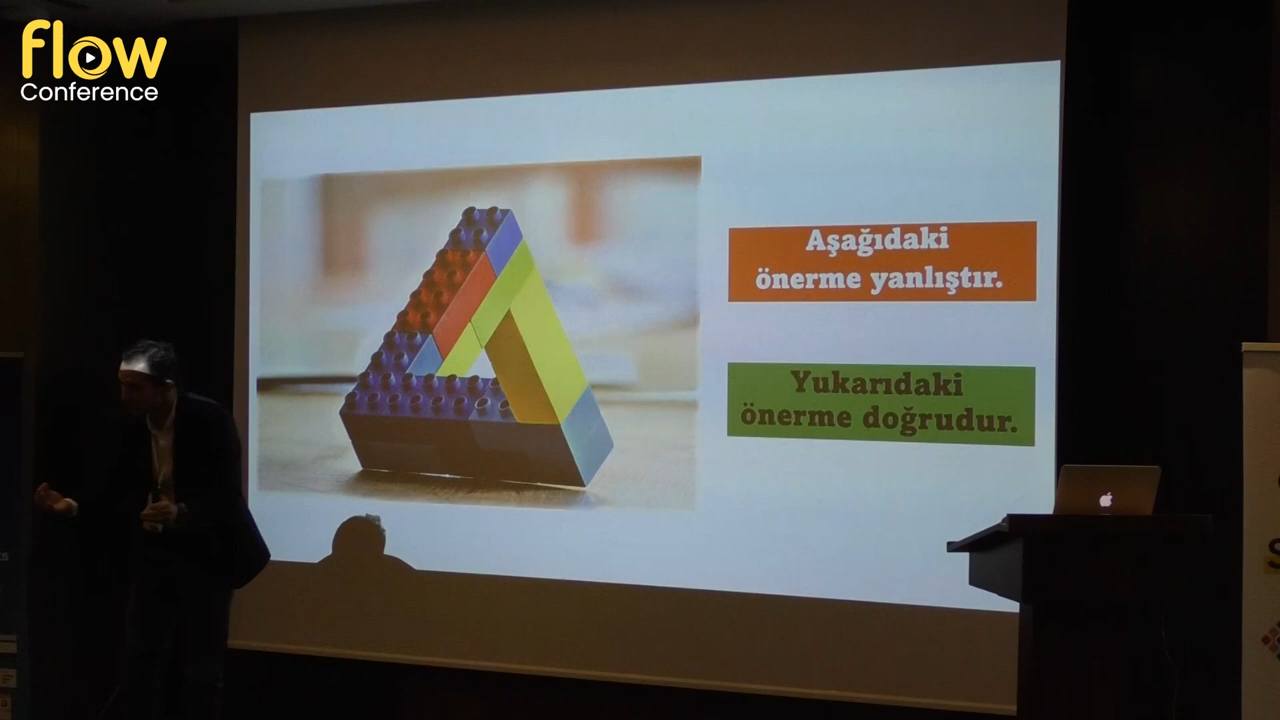 flow
Conference
Aşağıdaki
önerme yanlıştır.
Yukarıdaki
önerme doğrudur.